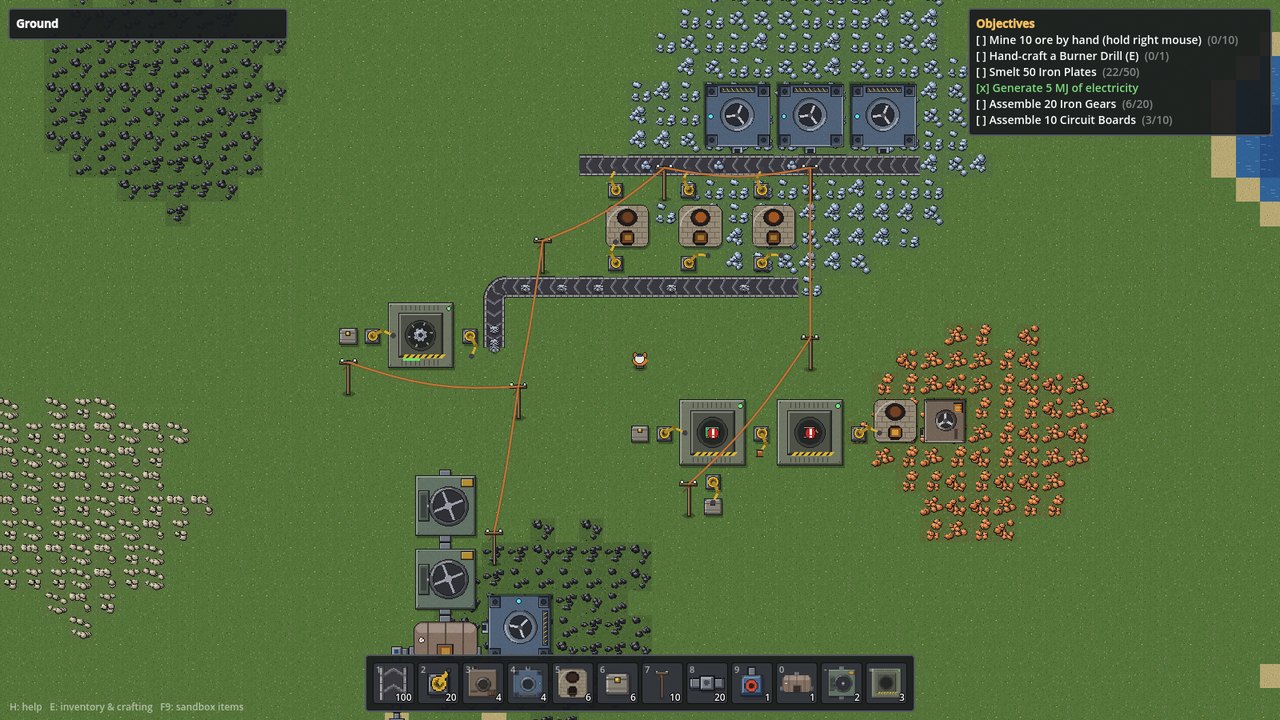 Ground
Objectives
[ ] Mine 10 ore by hand (hold right mouse) (0/10)
[ ] Hand-craft a Burner Drill (E) (0/1)
[ ] Smelt 50 Iron Plates (22/50)
[x] Generate 5 MJ of electricity
[ ] Assemble 20 Iron Gears (6/20)
[ ] Assemble 10 Circuit Boards (3/10)
1 2 3 4 5 6 7 8 9 0
100 20 4 4 6 6 10 20 1 1 2 3
H: help E: inventory & crafting F9: sandbox items